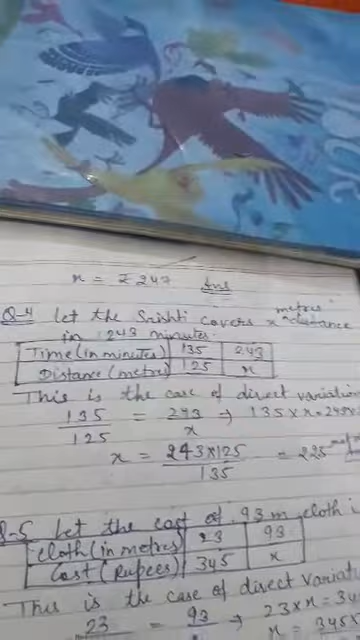 x = ₹ 247 Ans
Q-4 Let the Snishti covers x metres distance
in 243 minutes.
Time (in minutes) 135 243
Distance (metres) 125 x
This is the case of direct variation
135/125 = 243/x → 135 × x = 243 ×
x = 243×125/135 = 225 met
Q-5 Let the cost of 93 m cloth i
cloth (in metres) 23 93
Cost (Rupees) 345 x
This is the case of direct variat
23 = 93 → 23 × x = 34
x = 345 ×